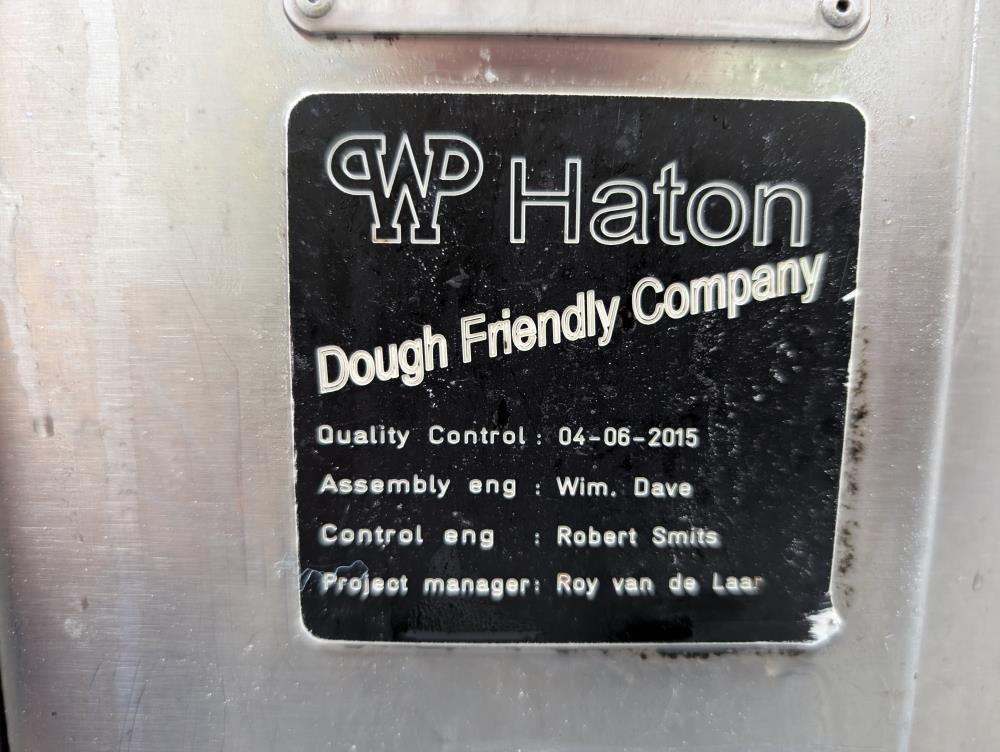 WP Haton
Dough Friendly Company
Quality Control : 04-06-2015
Assembly eng : Wim. Dave
Control eng : Robert Smits
Project manager: Roy van de Laar